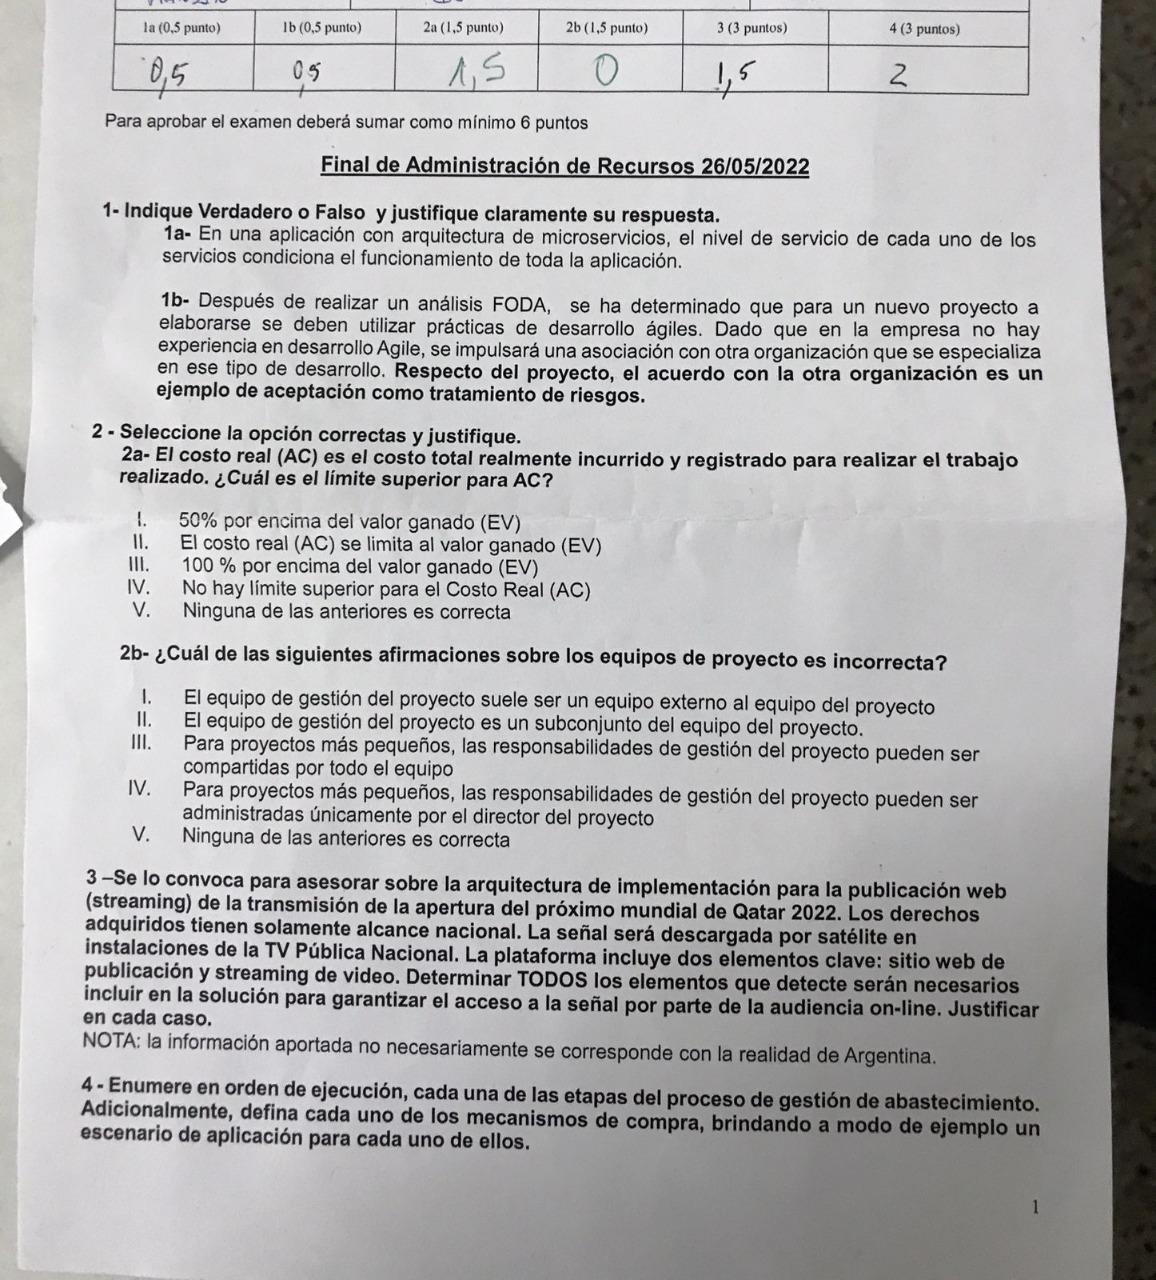 1a (0,5 punto) 1b (0,5 punto) 2a (1,5 punto) 2b (1,5 punto) 3 (3 puntos) 4 (3 puntos)
0,5 0,5 1,5 0 1,5 2
Para aprobar el examen deberá sumar como mínimo 6 puntos
Final de Administración de Recursos 26/05/2022
1- Indique Verdadero o Falso y justifique claramente su respuesta.
1a- En una aplicación con arquitectura de microservicios, el nivel de servicio de cada uno de los
servicios condiciona el funcionamiento de toda la aplicación.
1b- Después de realizar un análisis FODA, se ha determinado que para un nuevo proyecto a
elaborarse se deben utilizar prácticas de desarrollo ágiles. Dado que en la empresa no hay
experiencia en desarrollo Agile, se impulsará una asociación con otra organización que se especializa
en ese tipo de desarrollo. Respecto del proyecto, el acuerdo con la otra organización es un
ejemplo de aceptación como tratamiento de riesgos.
2 - Seleccione la opción correctas y justifique.
2a- El costo real (AC) es el costo total realmente incurrido y registrado para realizar el trabajo
realizado. ¿Cuál es el límite superior para AC?
I. 50% por encima del valor ganado (EV)
II. El costo real (AC) se limita al valor ganado (EV)
III. 100 % por encima del valor ganado (EV)
IV. No hay límite superior para el Costo Real (AC)
V. Ninguna de las anteriores es correcta
2b- ¿Cuál de las siguientes afirmaciones sobre los equipos de proyecto es incorrecta?
I. El equipo de gestión del proyecto suele ser un equipo externo al equipo del proyecto
II. El equipo de gestión del proyecto es un subconjunto del equipo del proyecto.
III. Para proyectos más pequeños, las responsabilidades de gestión del proyecto pueden ser
compartidas por todo el equipo
IV. Para proyectos más pequeños, las responsabilidades de gestión del proyecto pueden ser
administradas únicamente por el director del proyecto
V. Ninguna de las anteriores es correcta
3 –Se lo convoca para asesorar sobre la arquitectura de implementación para la publicación web
(streaming) de la transmisión de la apertura del próximo mundial de Qatar 2022. Los derechos
adquiridos tienen solamente alcance nacional. La señal será descargada por satélite en
instalaciones de la TV Pública Nacional. La plataforma incluye dos elementos clave: sitio web de
publicación y streaming de video. Determinar TODOS los elementos que detecte serán necesarios
incluir en la solución para garantizar el acceso a la señal por parte de la audiencia on-line. Justificar
en cada caso.
NOTA: la información aportada no necesariamente se corresponde con la realidad de Argentina.
4 - Enumere en orden de ejecución, cada una de las etapas del proceso de gestión de abastecimiento.
Adicionalmente, defina cada uno de los mecanismos de compra, brindando a modo de ejemplo un
escenario de aplicación para cada uno de ellos.
1